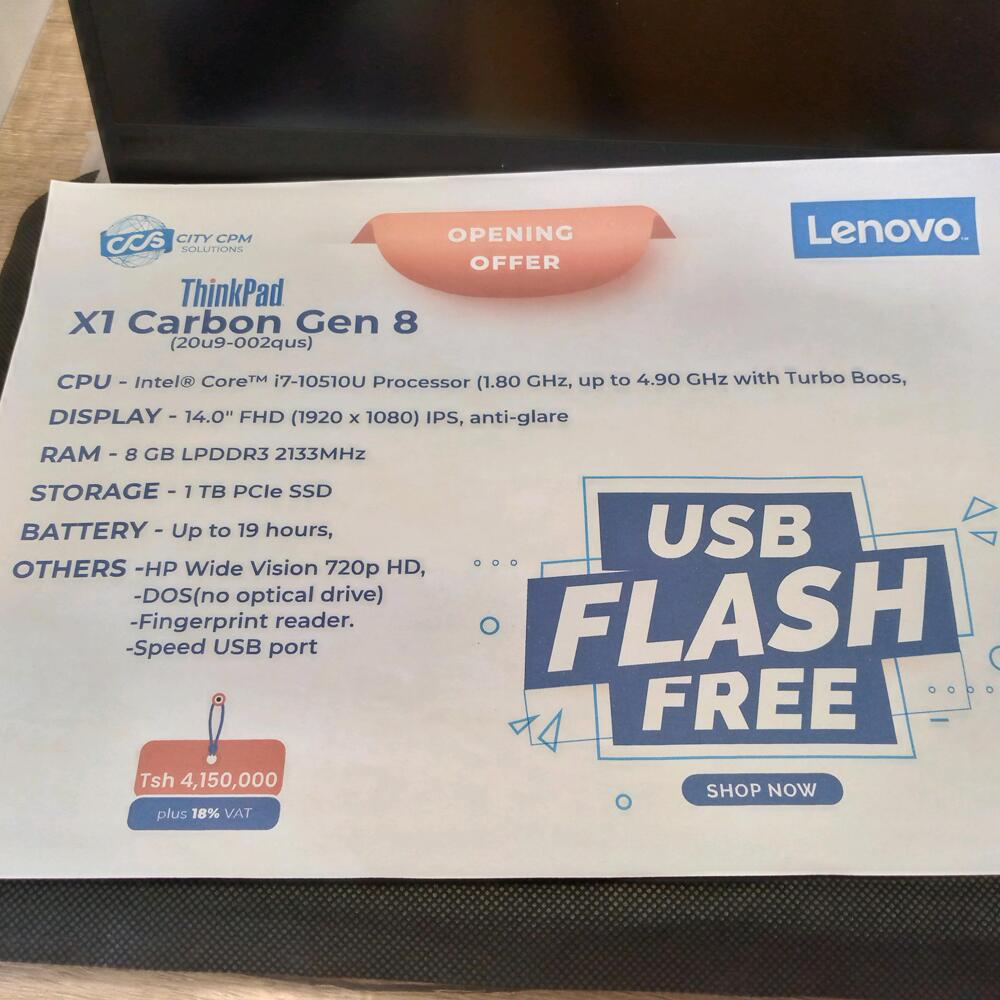 CCS CITY CPM
SOLUTIONS
OPENING
OFFER
Lenovo
ThinkPad
X1 Carbon Gen 8
(20u9-002qus)
CPU - Intel® Core™ i7-10510U Processor (1.80 GHz, up to 4.90 GHz with Turbo Boos,
DISPLAY - 14.0" FHD (1920 x 1080) IPS, anti-glare
RAM - 8 GB LPDDR3 2133MHz
STORAGE - 1 TB PCIe SSD
BATTERY - Up to 19 hours,
OTHERS -HP Wide Vision 720p HD,
-DOS(no optical drive)
-Fingerprint reader.
-Speed USB port
USB
FLASH
FREE
SHOP NOW
Tsh 4,150,000
plus 18% VAT